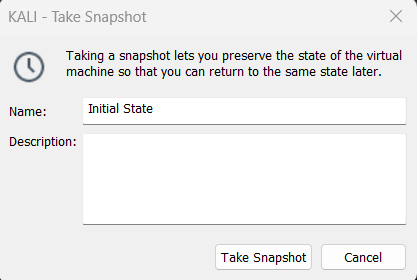 KALI - Take Snapshot
Taking a snapshot lets you preserve the state of the virtual
machine so that you can return to the same state later.
Name: Initial State
Description:
Take Snapshot Cancel